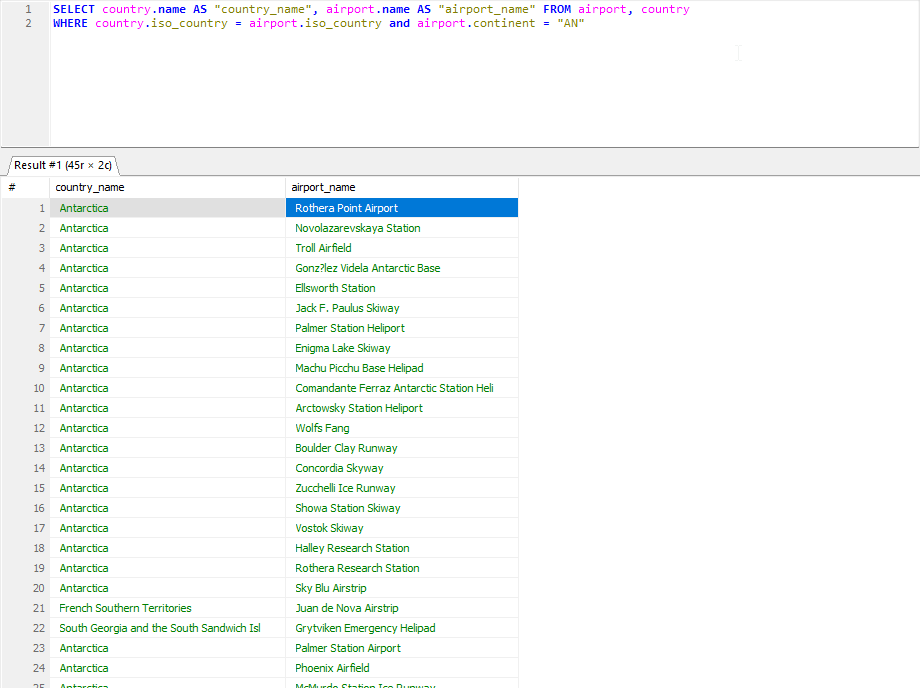 1 SELECT country.name AS "country_name", airport.name AS "airport_name" FROM airport, country
2 WHERE country.iso_country = airport.iso_country and airport.continent = "AN"
Result #1 (45r × 2c)
# country_name airport_name
1 Antarctica Rothera Point Airport
2 Antarctica Novolazarevskaya Station
3 Antarctica Troll Airfield
4 Antarctica Gonz?lez Videla Antarctic Base
5 Antarctica Ellsworth Station
6 Antarctica Jack F. Paulus Skiway
7 Antarctica Palmer Station Heliport
8 Antarctica Enigma Lake Skiway
9 Antarctica Machu Picchu Base Helipad
10 Antarctica Comandante Ferraz Antarctic Station Heli
11 Antarctica Arctowsky Station Heliport
12 Antarctica Wolfs Fang
13 Antarctica Boulder Clay Runway
14 Antarctica Concordia Skyway
15 Antarctica Zucchelli Ice Runway
16 Antarctica Showa Station Skiway
17 Antarctica Vostok Skiway
18 Antarctica Halley Research Station
19 Antarctica Rothera Research Station
20 Antarctica Sky Blu Airstrip
21 French Southern Territories Juan de Nova Airstrip
22 South Georgia and the South Sandwich Isl Grytviken Emergency Helipad
23 Antarctica Palmer Station Airport
24 Antarctica Phoenix Airfield
25 Antarctica McMurdo Station Ice Runway